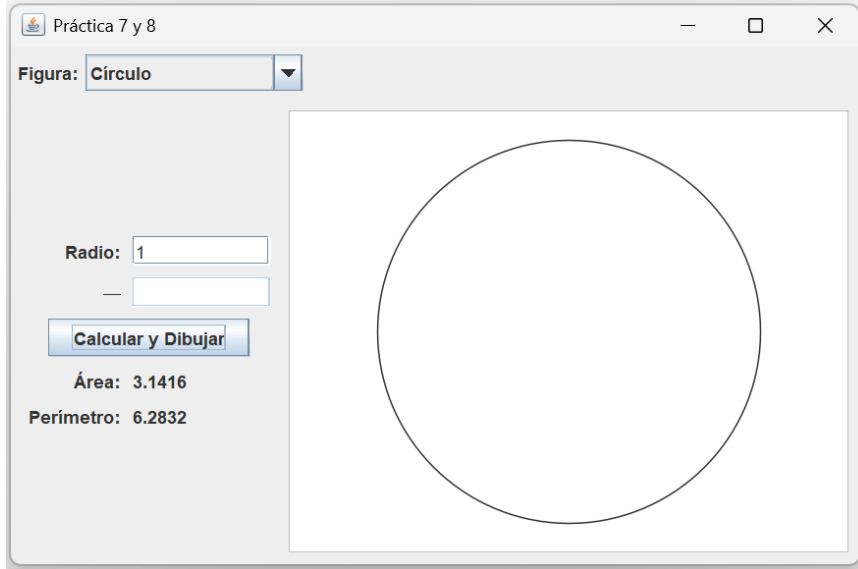 Práctica 7 y 8
Figura: Círculo
Radio: 1
—
Calcular y Dibujar
Área: 3.1416
Perímetro: 6.2832